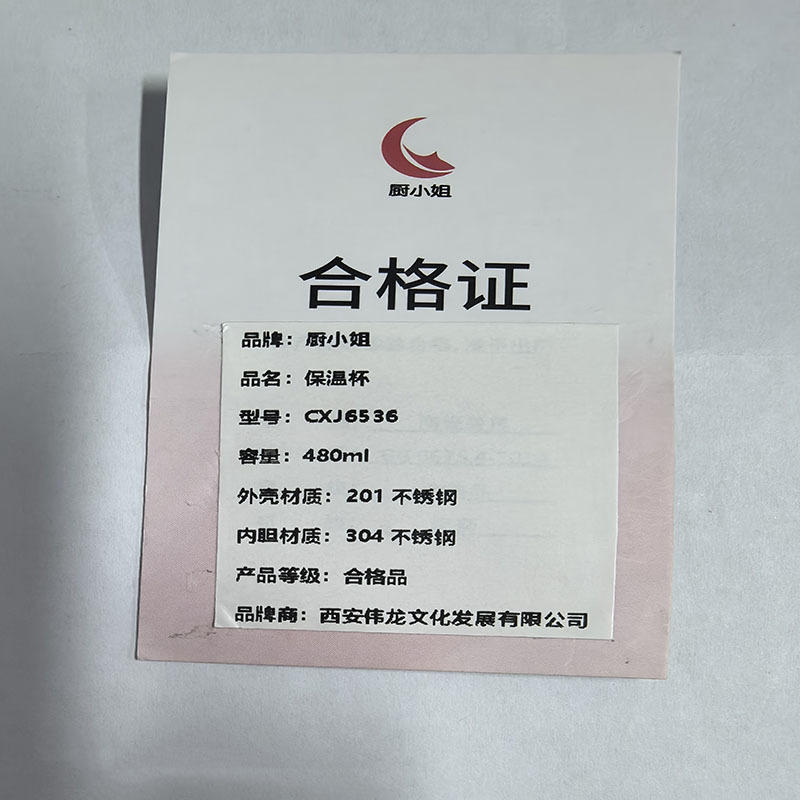 厨小姐
合格证
品牌：厨小姐
品名：保温杯
型号：CXJ6536
容量：480ml
外壳材质：201 不锈钢
内胆材质：304 不锈钢
产品等级：合格品
品牌商：西安伟龙文化发展有限公司